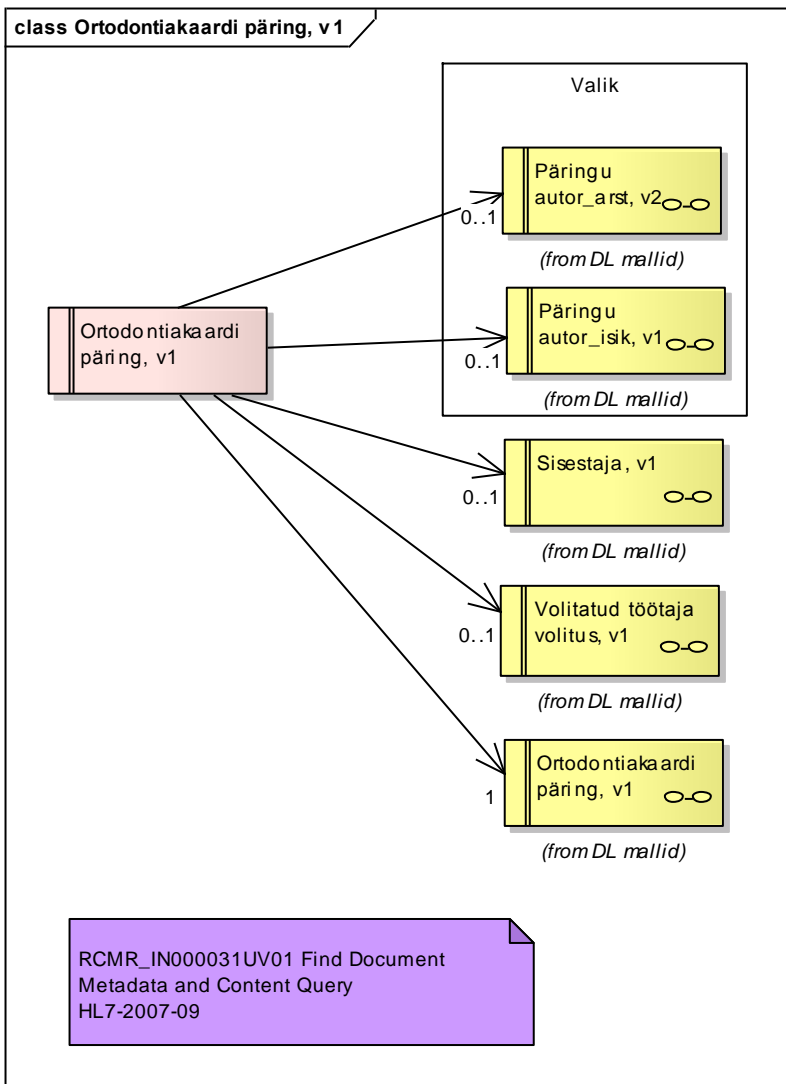 class Ortodontiakaardi päring, v1
Valik
Päringu
autor_arst, v2
0..1
(from DL mallid)
Ortodontiakaardi
päring, v1
Päringu
autor_isik, v1
0..1
(from DL mallid)
Sisestaja, v1
0..1
(from DL mallid)
Volitatud töötaja
volitus, v1
0..1
(from DL mallid)
Ortodontiakaardi
päring, v1
1
(from DL mallid)
RCMR_IN000031UV01 Find Document
Metadata and Content Query
HL7-2007-09